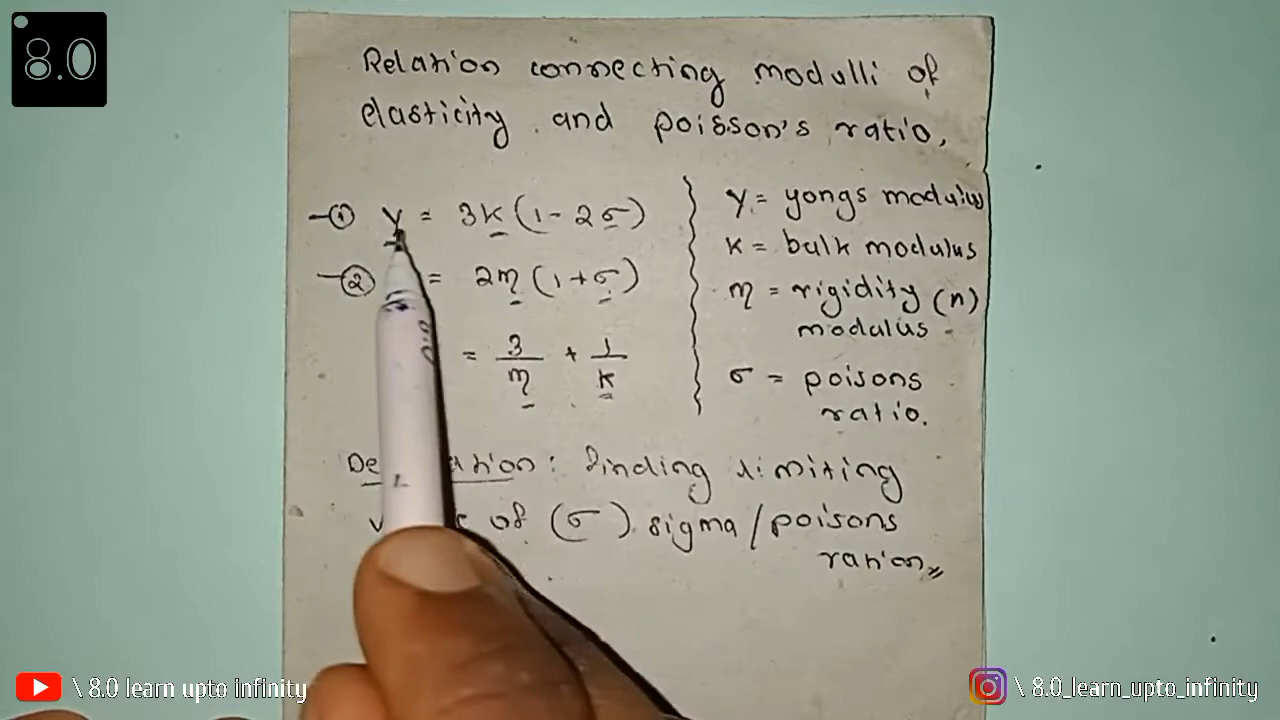 8.0
Relation connecting modulli of
elasticity and poisson's ratio,
① y = 3k (1 - 2σ)
② = 2η (1 + σ)
= 3/η + 1/k
y = yongs modulus
k = bulk modulus
η = rigidity (n)
modulus
σ = poisons
ratio.
: finding limiting
of (σ) sigma / poisons
ration
\ 8.0 learn upto infinity
\ 8.0_learn_upto_infinity